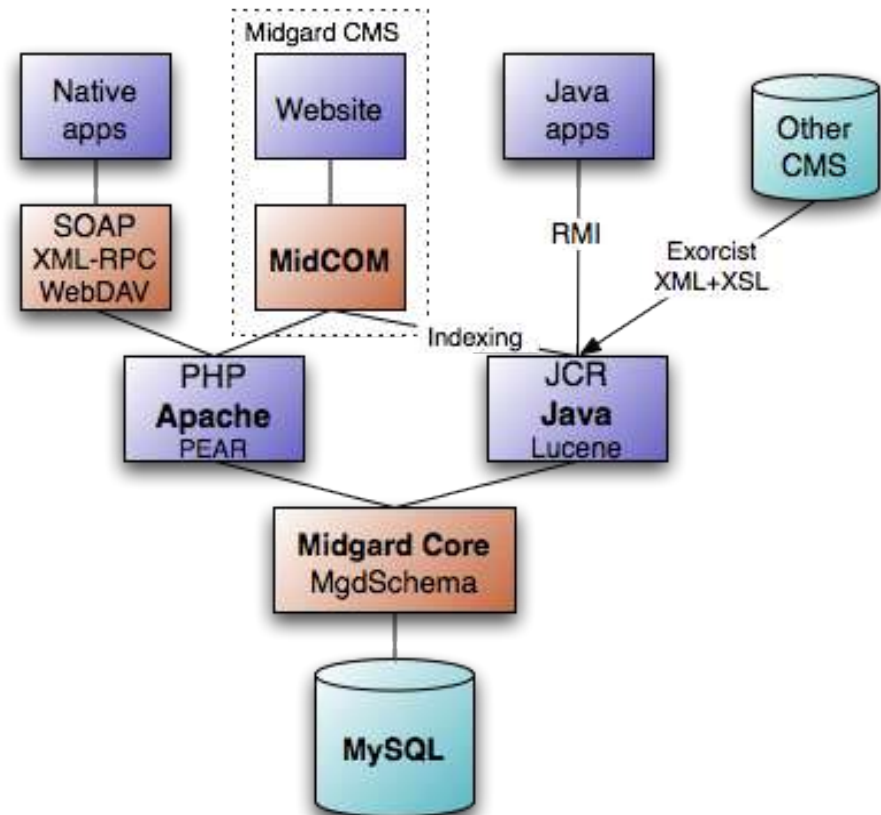 Midgard CMS
Native
apps
Website
Java
apps
Other
CMS
SOAP
XML-RPC
WebDAV
MidCOM
RMI
Exorcist
XML+XSL
Indexing
PHP
Apache
PEAR
JCR
Java
Lucene
Midgard Core
MgdSchema
MySQL